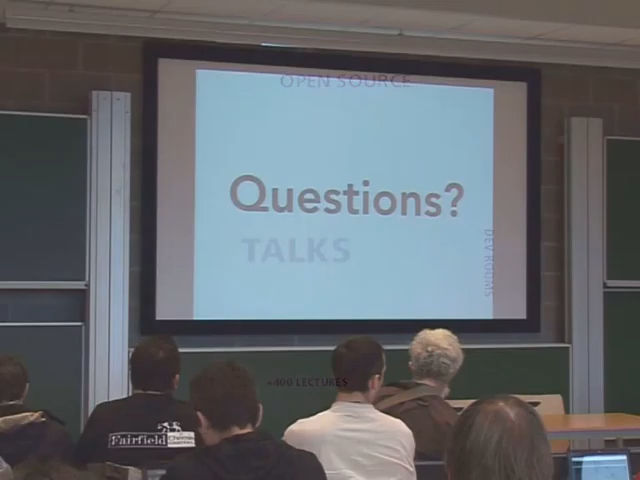 OPEN SOURCE
Questions?
TALKS
DEV ROOMS
+400 LECTURES
Fairfield